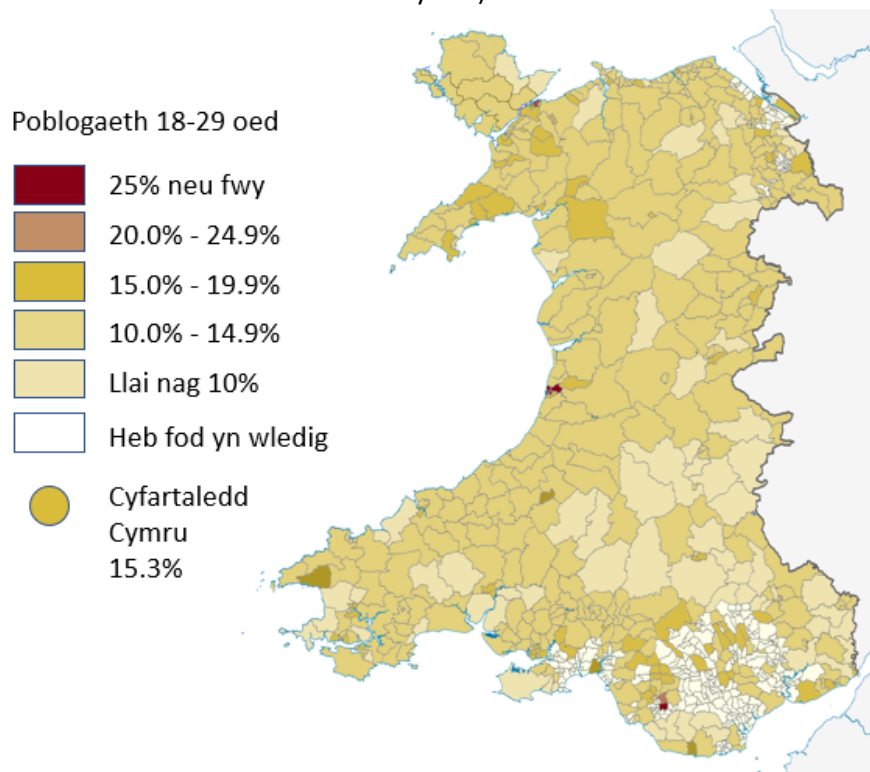 Poblogaeth 18-29 oed
25% neu fwy
20.0% - 24.9%
15.0% - 19.9%
10.0% - 14.9%
Llai nag 10%
Heb fod yn wledig
Cyfartaledd
Cymru
15.3%